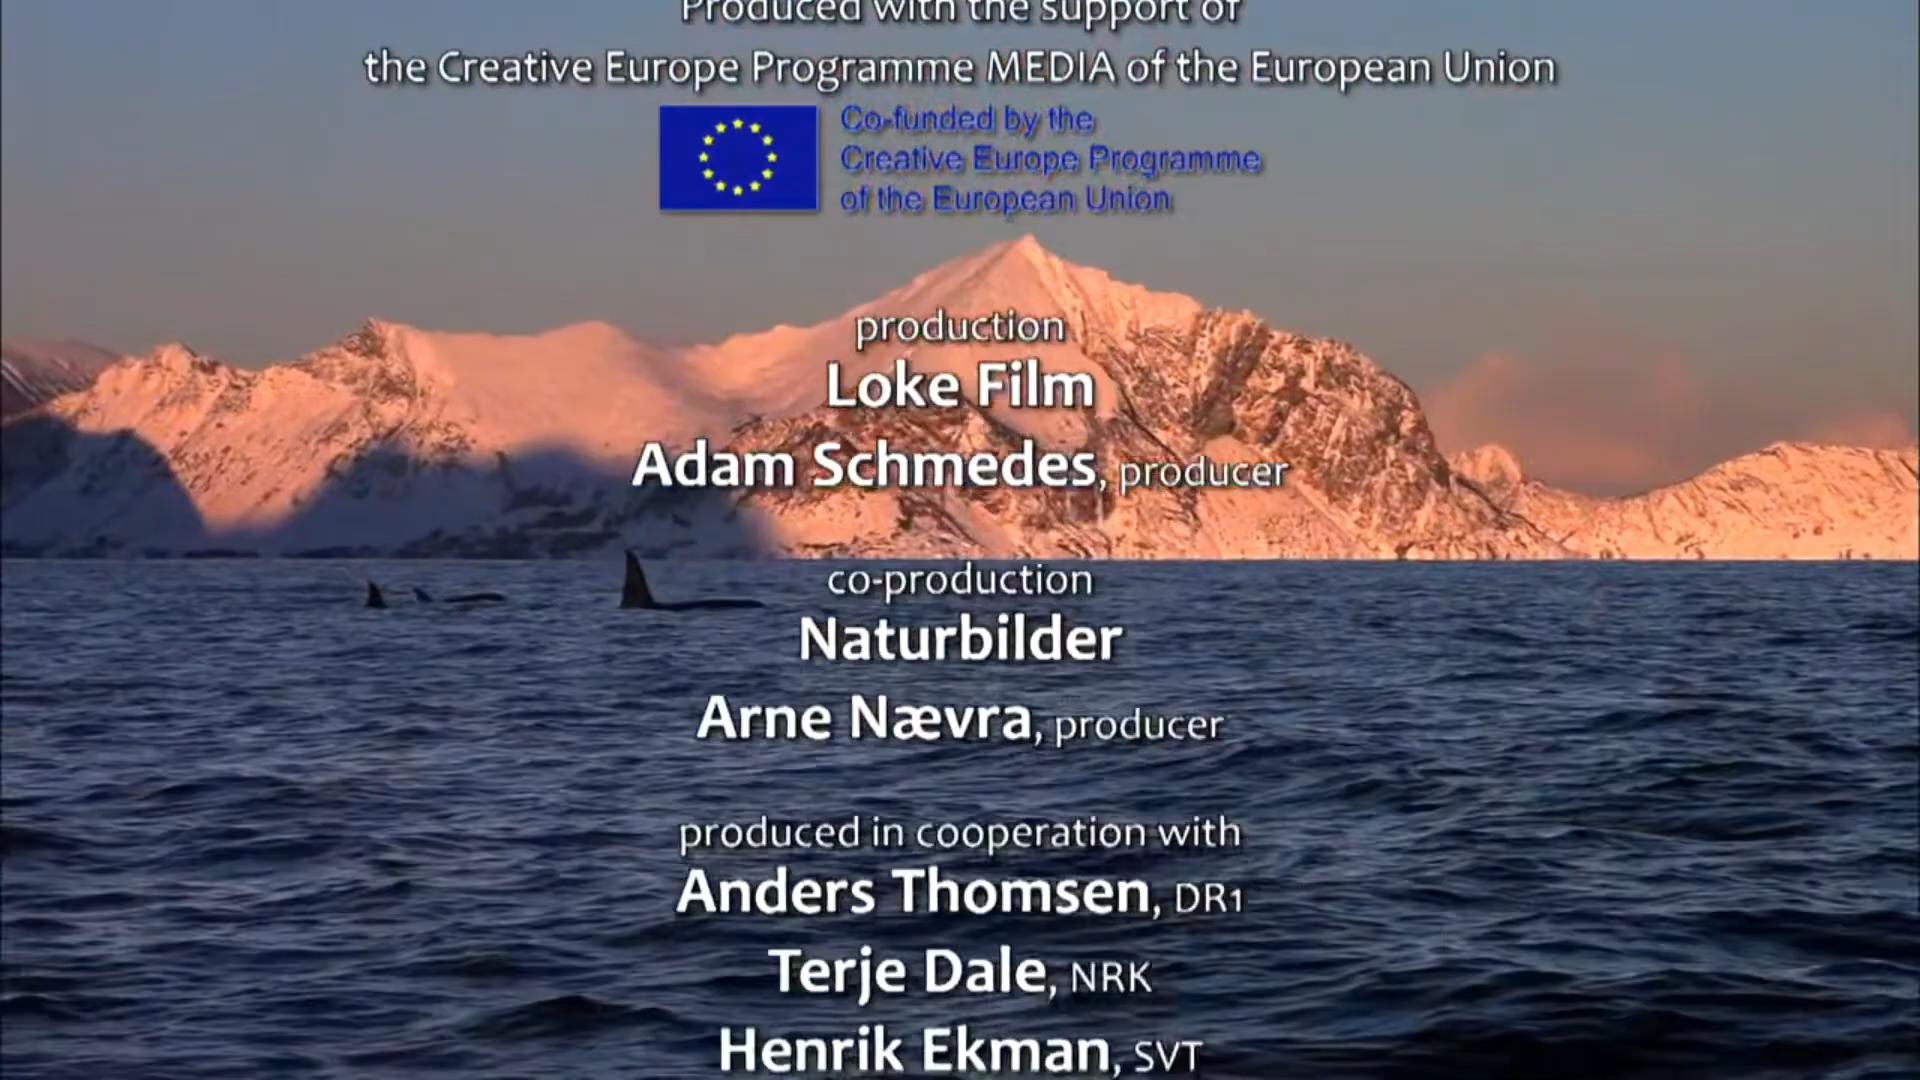 Produced with the support of
the Creative Europe Programme MEDIA of the European Union
Co-funded by the
Creative Europe Programme
of the European Union
production
Loke Film
Adam Schmedes, producer
co-production
Naturbilder
Arne Nævra, producer
produced in cooperation with
Anders Thomsen, DR1
Terje Dale, NRK
Henrik Ekman, SVT